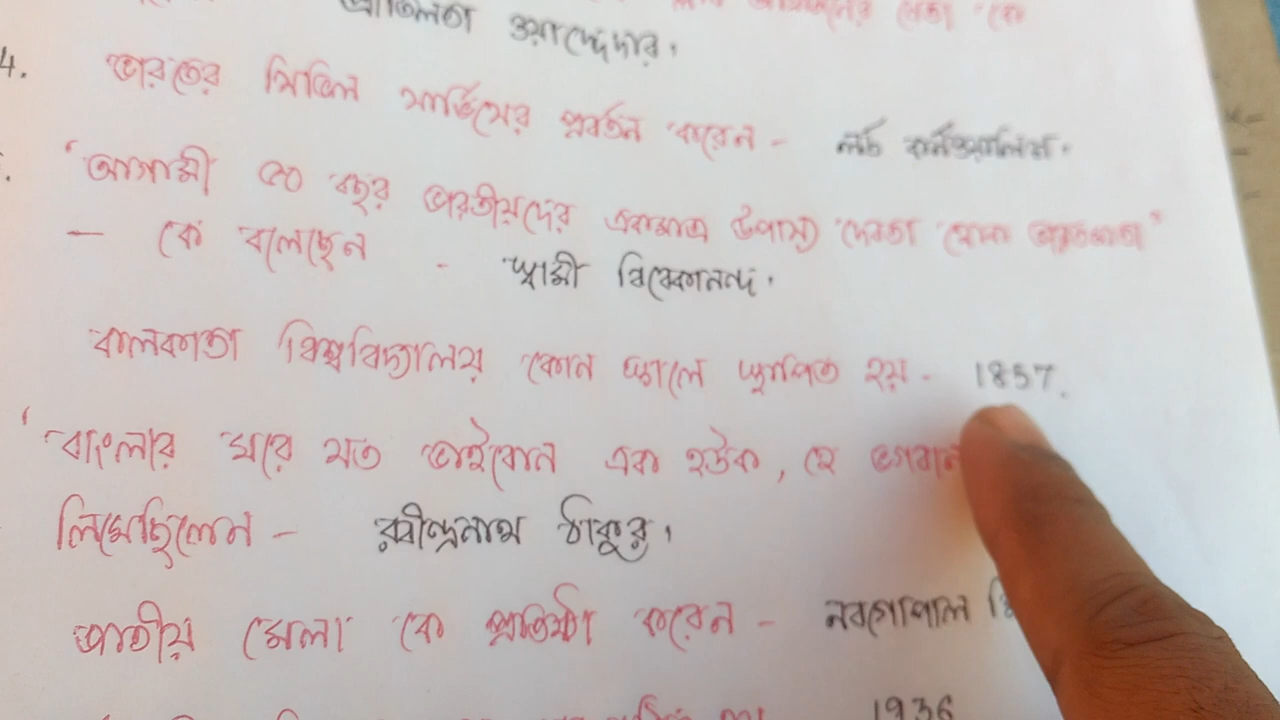 প্রীতিলতা ওয়াদ্দেদার।
4. ভারতের সিভিল সার্ভিসের প্রবর্তন করেন - লর্ড কর্নওয়ালিস।
'আগামী ৫০ বছর ভারতীয়দের একমাত্র উপাস্য দেবতা হোক ভারতমাতা'
— কে বলেছেন - স্বামী বিবেকানন্দ।
কলকাতা বিশ্ববিদ্যালয় কোন সালে স্থাপিত হয় - 1857.
'বাংলার ঘরে যত ভাইবোন এক হউক, হে ভগবান
লিখেছিলেন - রবীন্দ্রনাথ ঠাকুর।
জাতীয় মেলা কে প্রতিষ্ঠা করেন - নবগোপাল
1936